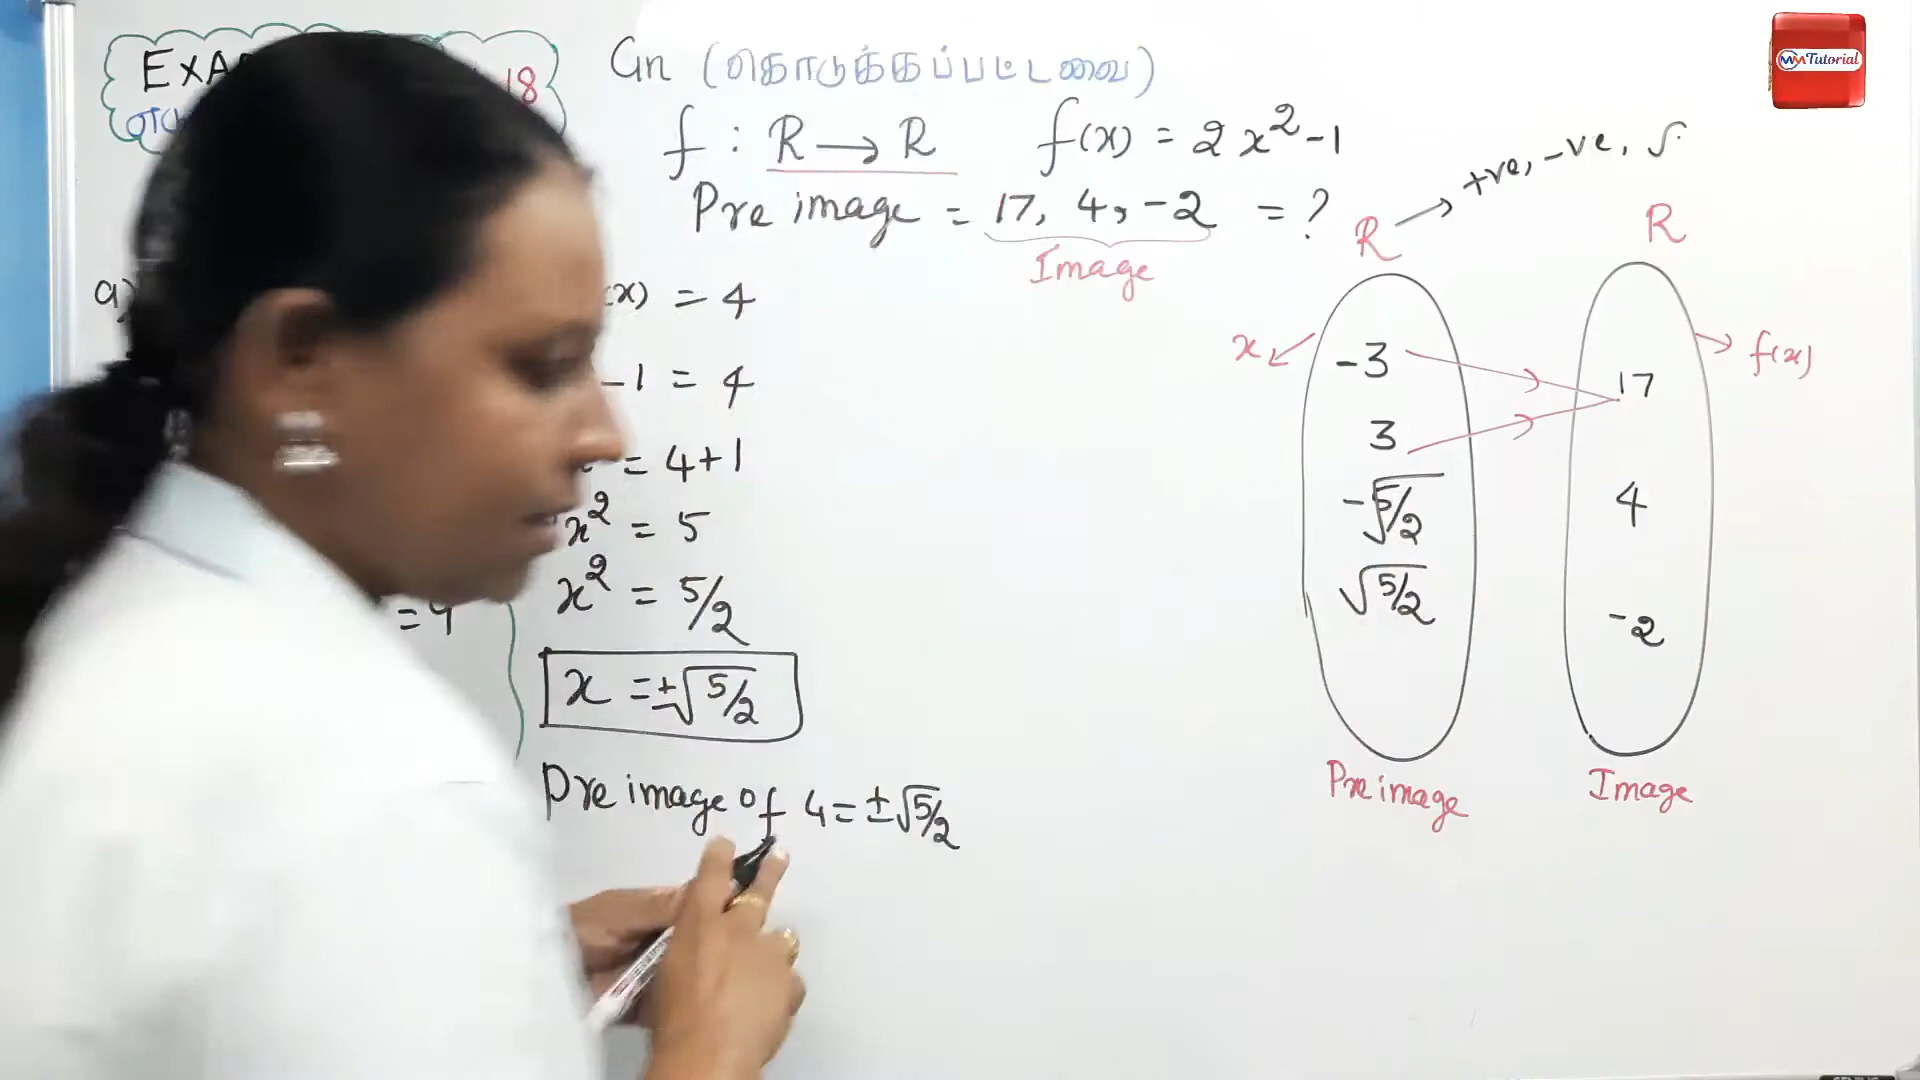 18
Gn (கொடுக்கப்பட்டவை)
f : R → R f(x) = 2x² - 1
Pre image = 17, 4, -2 = ?
Image
+ve, -ve, √
R R
a) (x) = 4
-1 = 4
= 4+1
x² = 5
x² = 5/2
= 9
x = ±√5/2
Pre image of 4 = ±√5/2
x f(x)
-3
3
-√5/2
√5/2
17
4
-2
Pre image Image
MM Tutorial